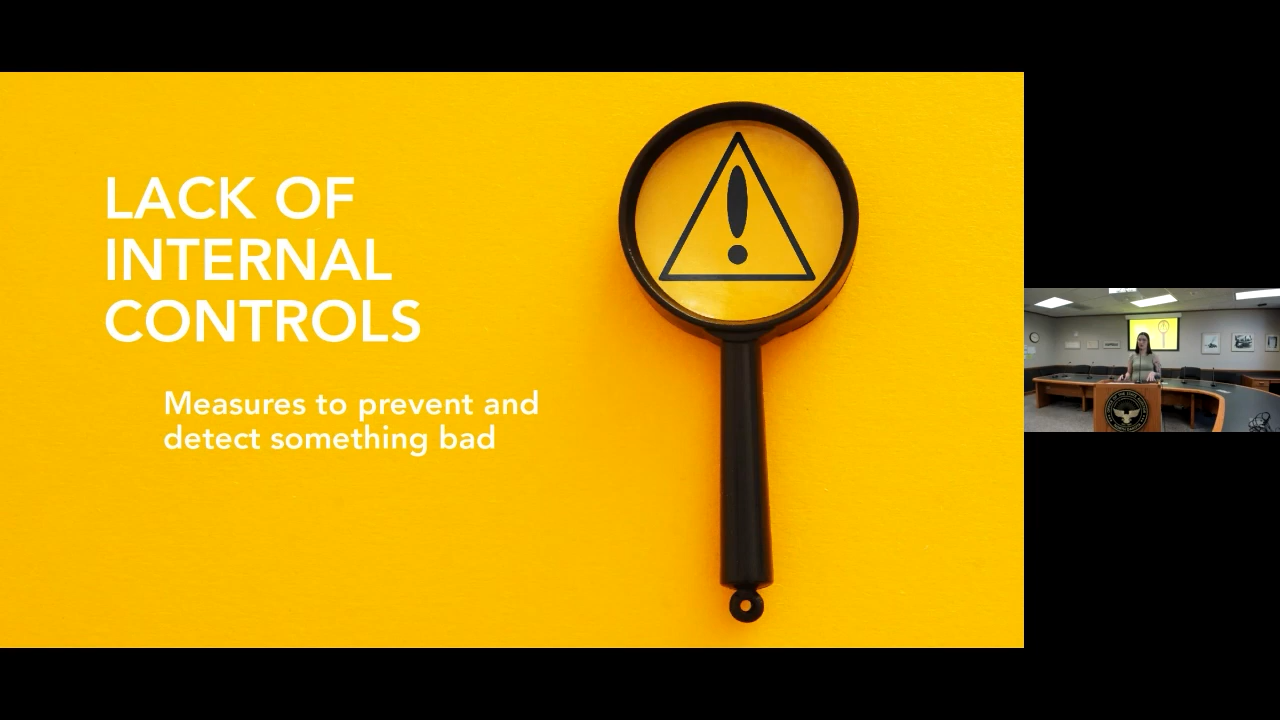 LACK OF
INTERNAL
CONTROLS
Measures to prevent and
detect something bad